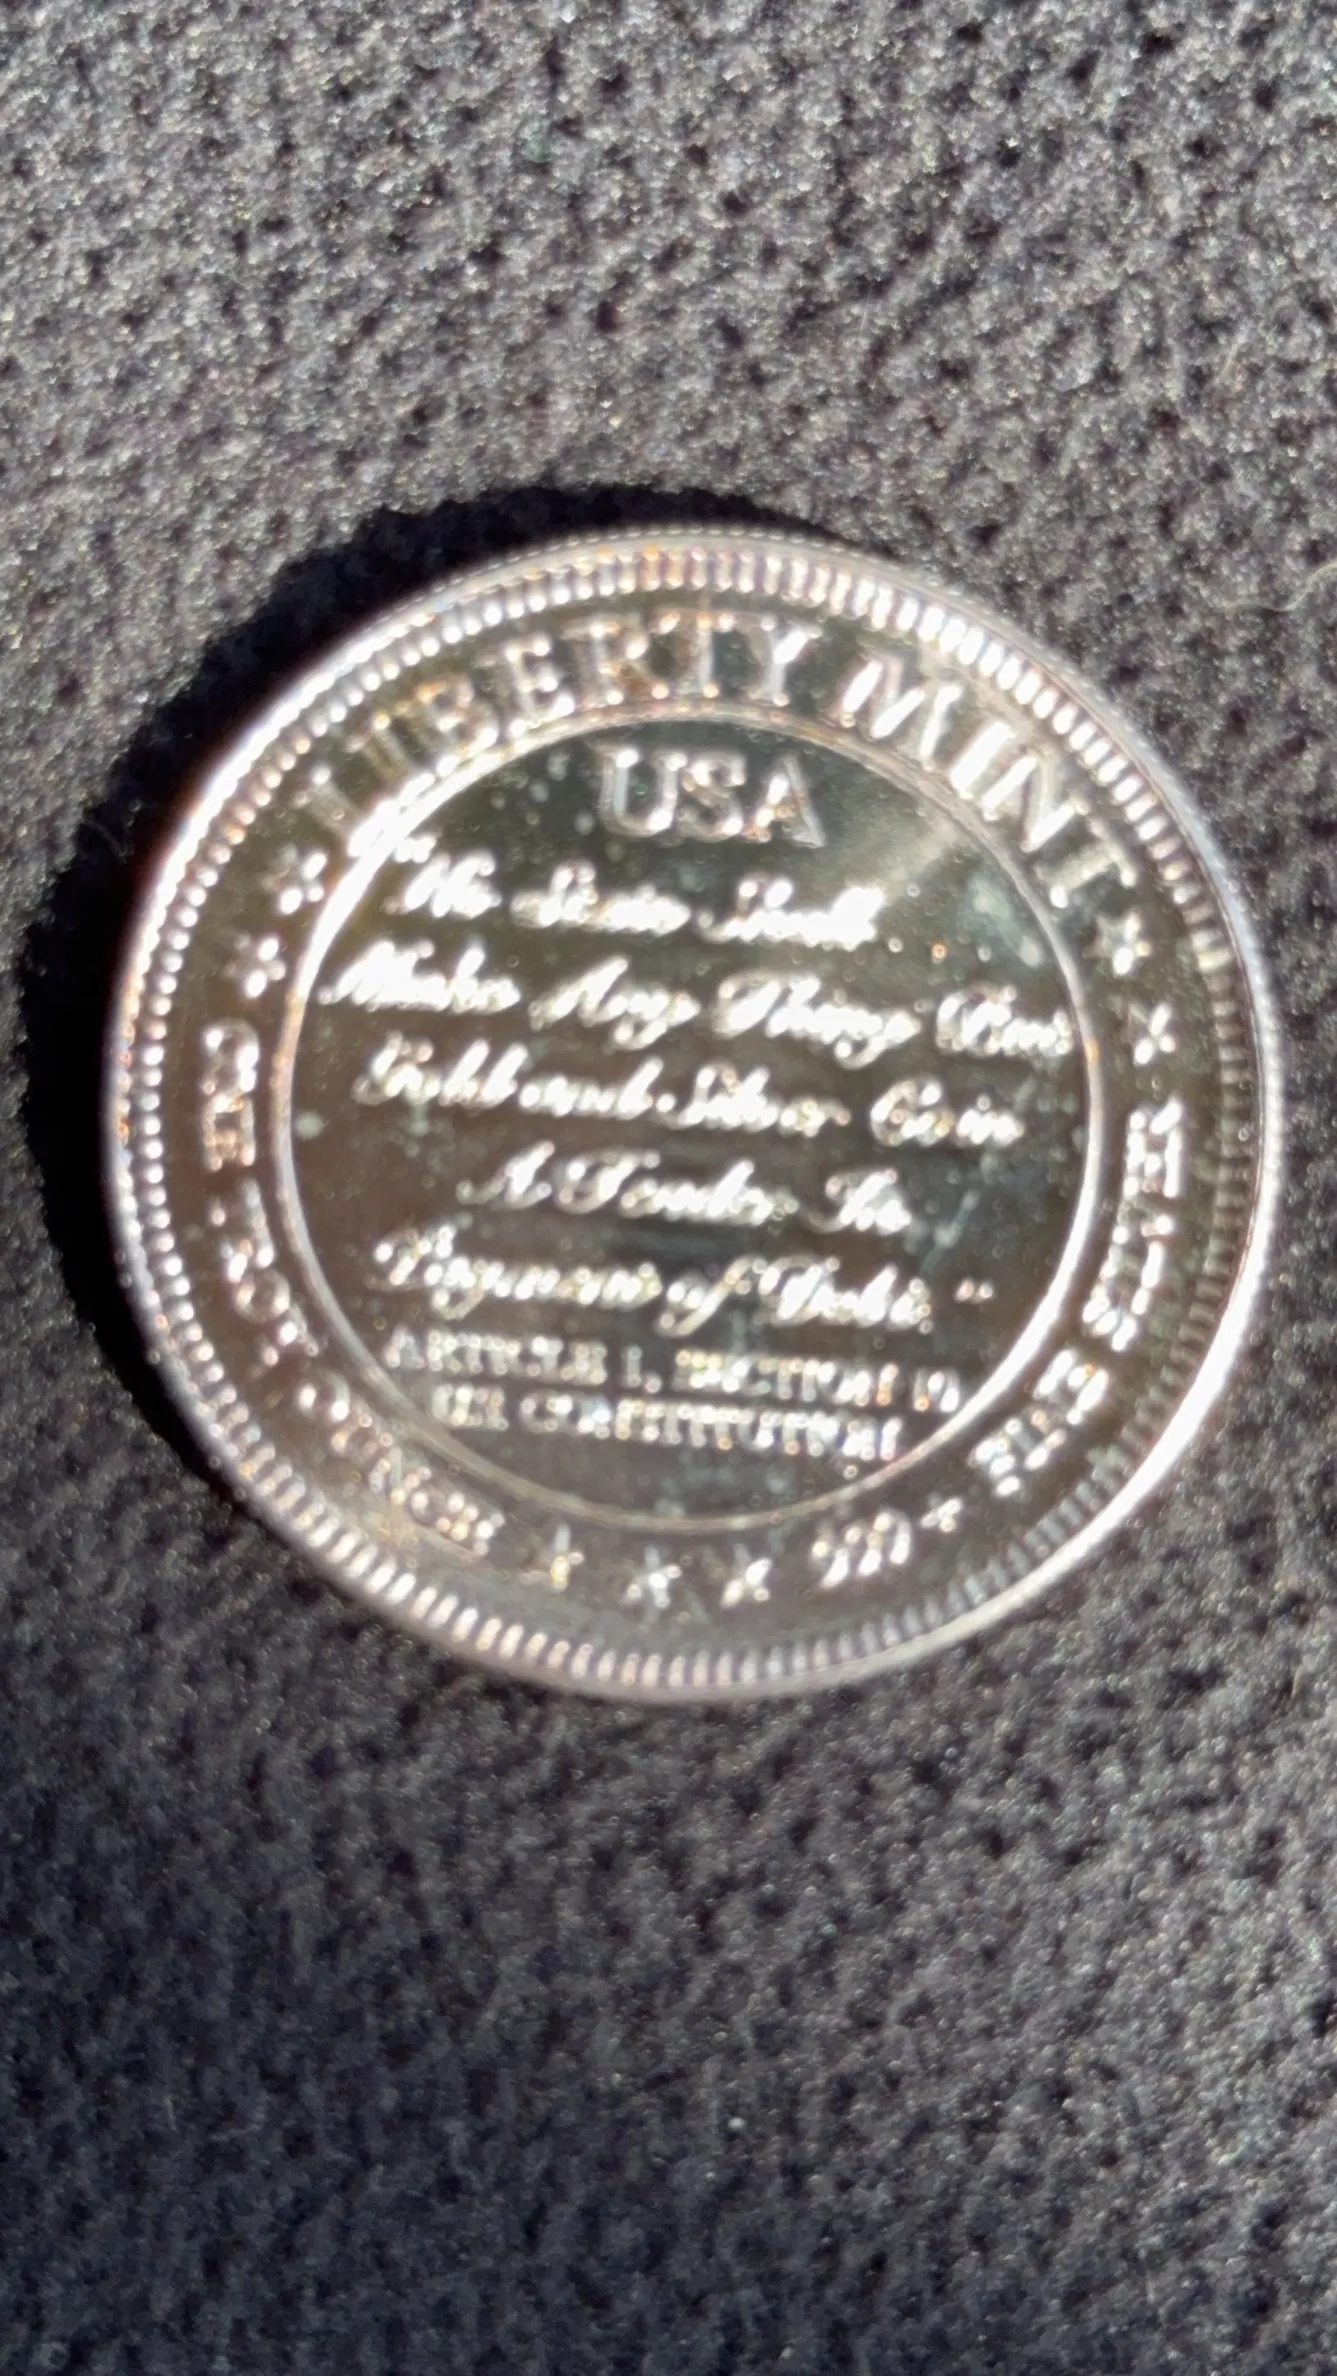 LIBERTY MINT
USA
"No State Shall
Make Any Thing But
Gold and Silver Coin
A Tender In
Payment of Debts."
ARTICLE I, SECTION 10
US CONSTITUTION
ONE TROY OUNCE
.999+ FINE SILVER